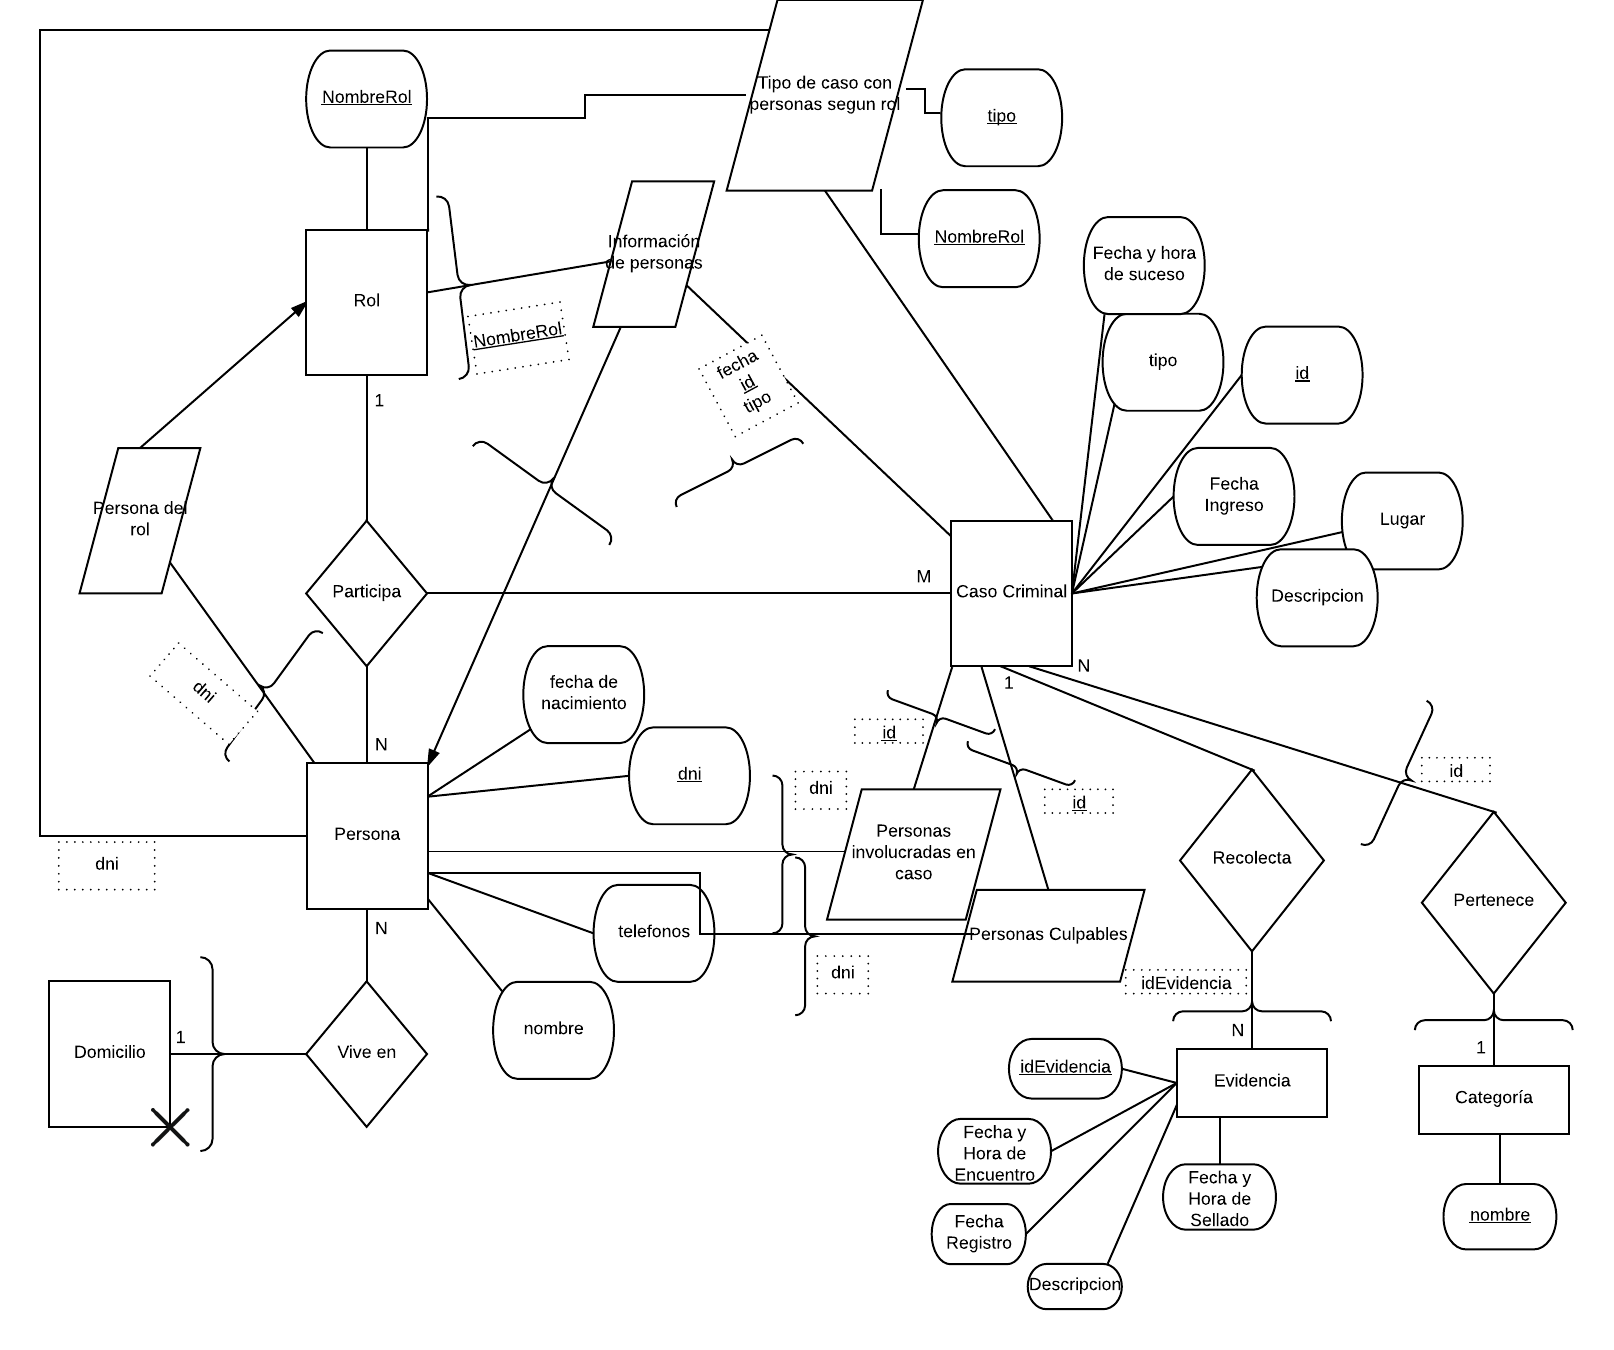 Tipo de caso con
personas segun rol
NombreRol
tipo
NombreRol
Información
de personas
Fecha y hora
de suceso
Rol
NombreRol
fecha
id
tipo
tipo
id
1
Persona del
rol
Fecha
Ingreso
Lugar
Participa
M
Caso Criminal
Descripcion
dni
N
1
N
fecha de
nacimiento
id
id
dni
dni
id
Persona
dni
Personas
involucradas en
caso
Recolecta
Pertenece
N
telefonos
Personas Culpables
dni
idEvidencia
nombre
Domicilio
1
Vive en
N
1
idEvidencia
Evidencia
Categoría
Fecha y
Hora de
Encuentro
Fecha y
Hora de
Sellado
nombre
Fecha
Registro
Descripcion